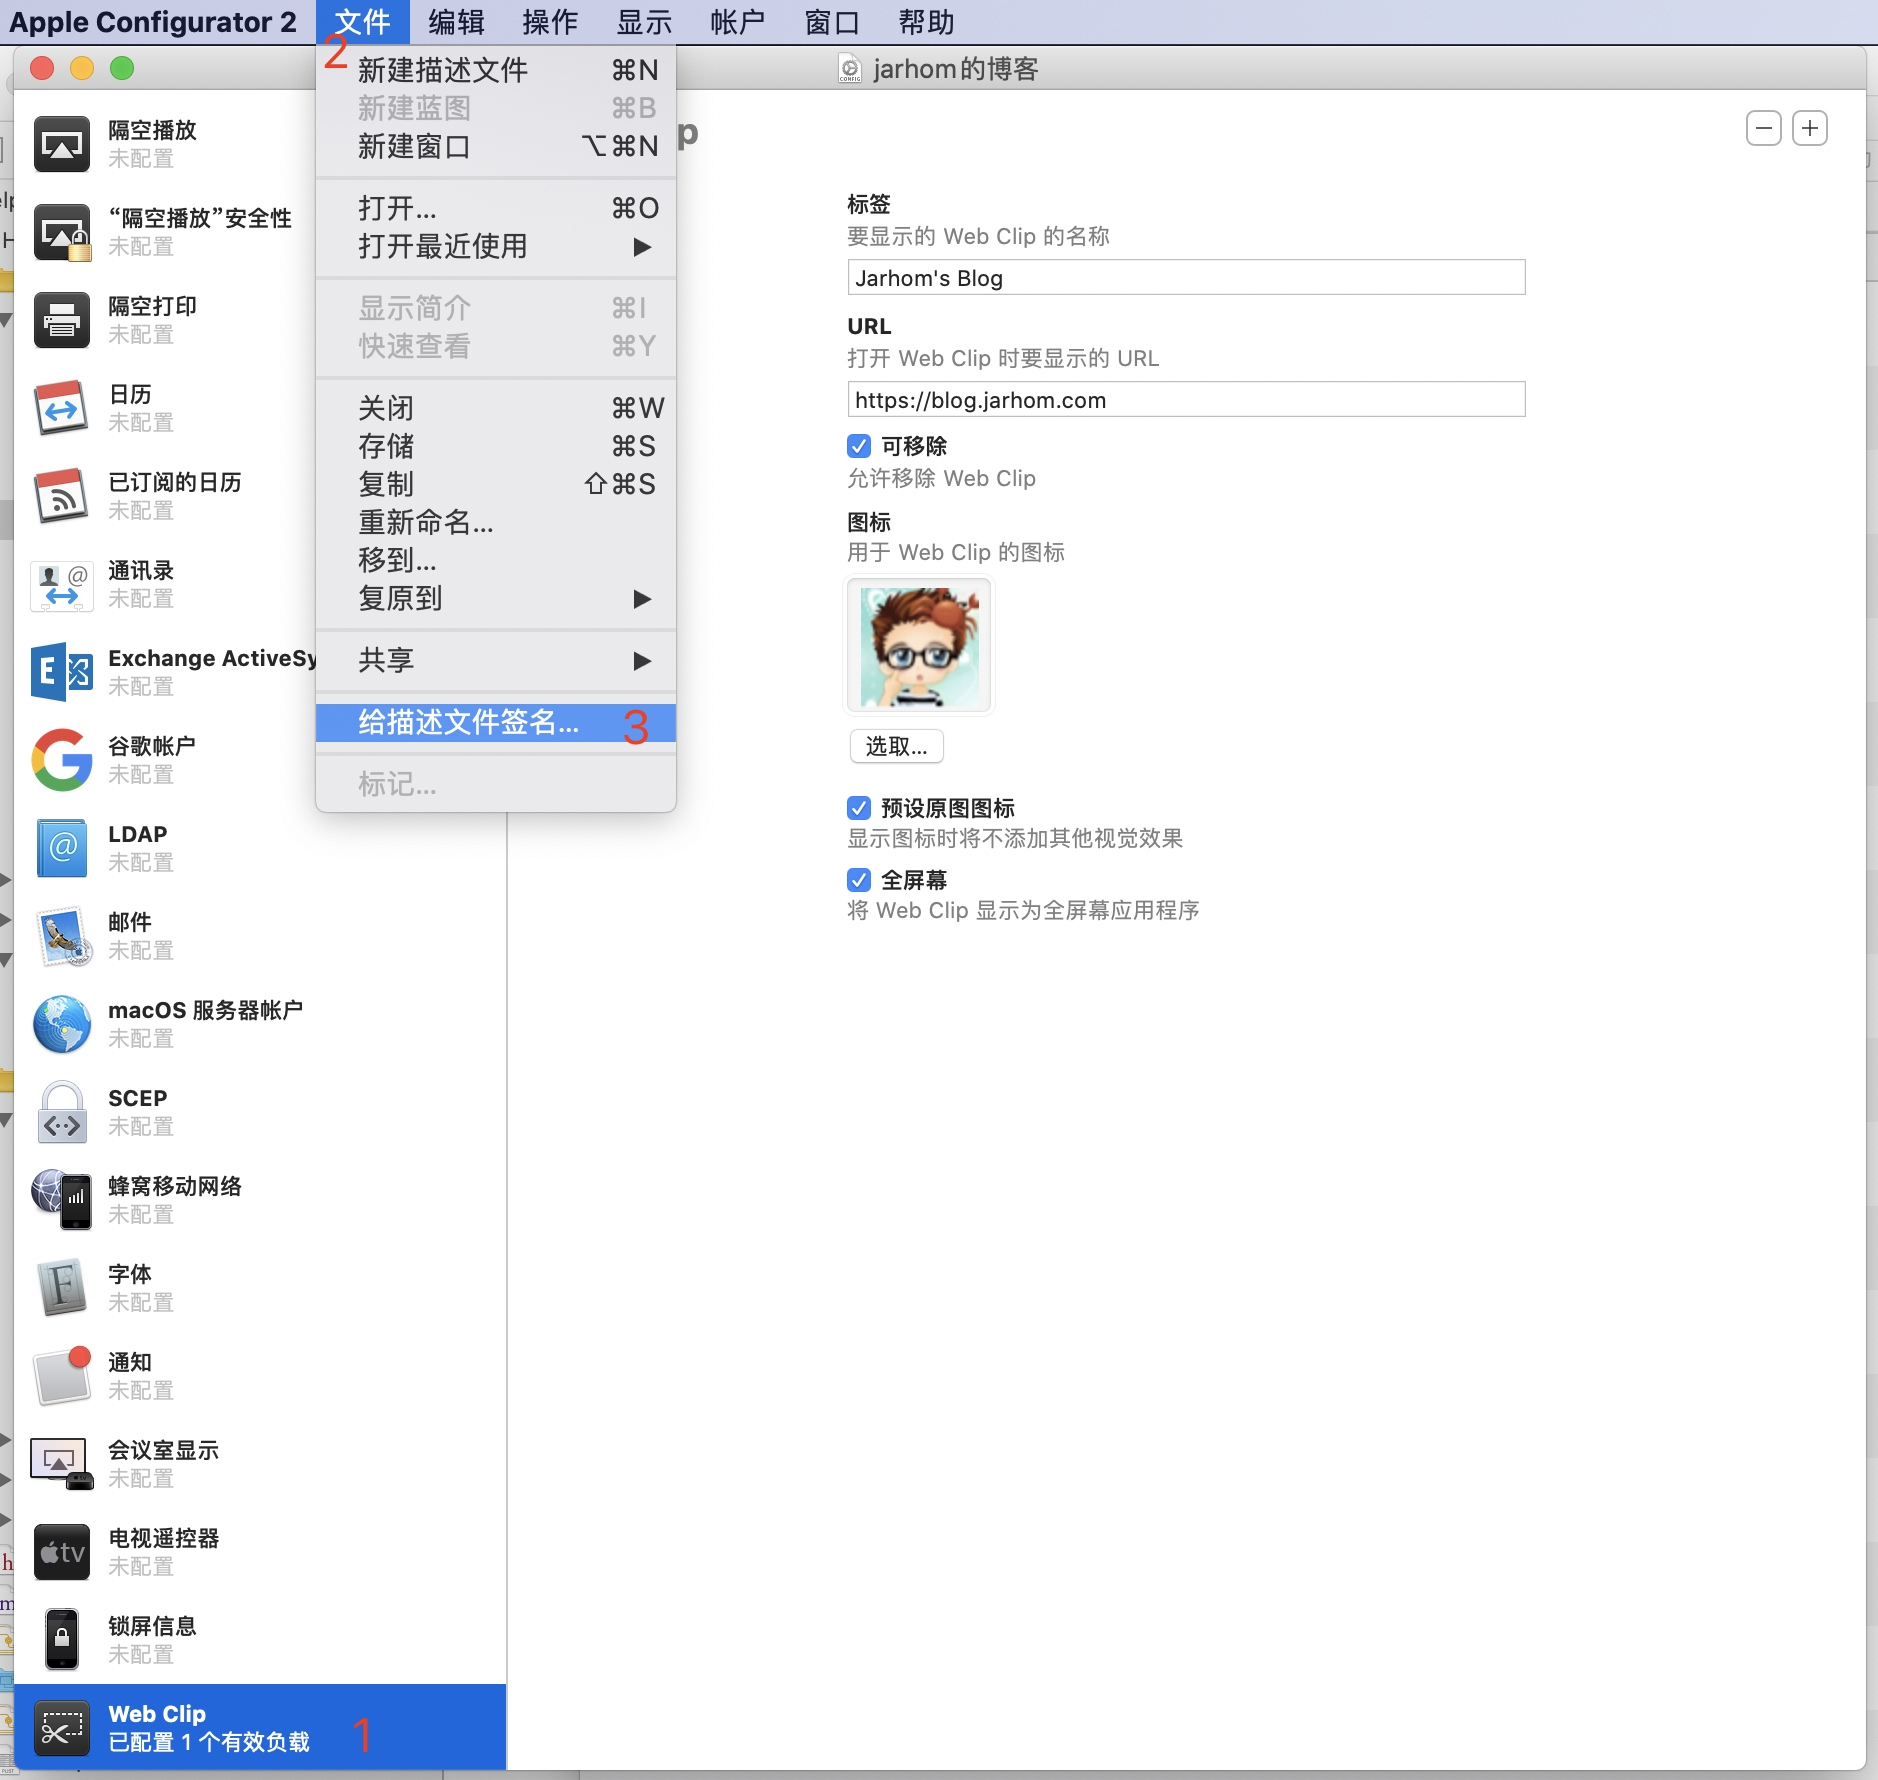 Apple Configurator 2 文件 编辑 操作 显示 帐户 窗口 帮助
jarhom的博客
2
新建描述文件 ⌘N
新建蓝图 ⌘B
新建窗口 ⌥⌘N
打开... ⌘O
打开最近使用 ▶
显示简介 ⌘I
快速查看 ⌘Y
关闭 ⌘W
存储 ⌘S
复制 ⇧⌘S
重新命名...
移到...
复原到 ▶
共享 ▶
给描述文件签名... 3
标记...
隔空播放
未配置
“隔空播放”安全性
未配置
隔空打印
未配置
日历
未配置
已订阅的日历
未配置
通讯录
未配置
Exchange ActiveSy
未配置
谷歌帐户
未配置
LDAP
未配置
邮件
未配置
macOS 服务器帐户
未配置
SCEP
未配置
蜂窝移动网络
未配置
字体
未配置
通知
未配置
会议室显示
未配置
tv
电视遥控器
未配置
锁屏信息
未配置
Web Clip
已配置 1 个有效负载 1
p
标签
要显示的 Web Clip 的名称
Jarhom's Blog
URL
打开 Web Clip 时要显示的 URL
https://blog.jarhom.com
可移除
允许移除 Web Clip
图标
用于 Web Clip 的图标
选取...
预设原图图标
显示图标时将不添加其他视觉效果
全屏幕
将 Web Clip 显示为全屏幕应用程序